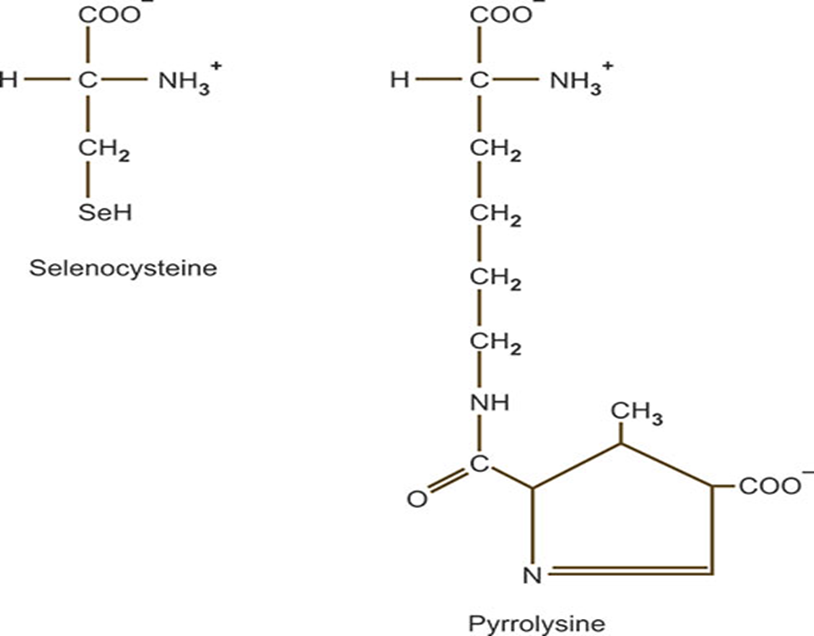 COO⁻
H C NH₃⁺
CH₂
SeH
Selenocysteine
COO⁻
H C NH₃⁺
CH₂
CH₂
CH₂
CH₂
NH
C
O
CH₃
COO⁻
N
Pyrrolysine